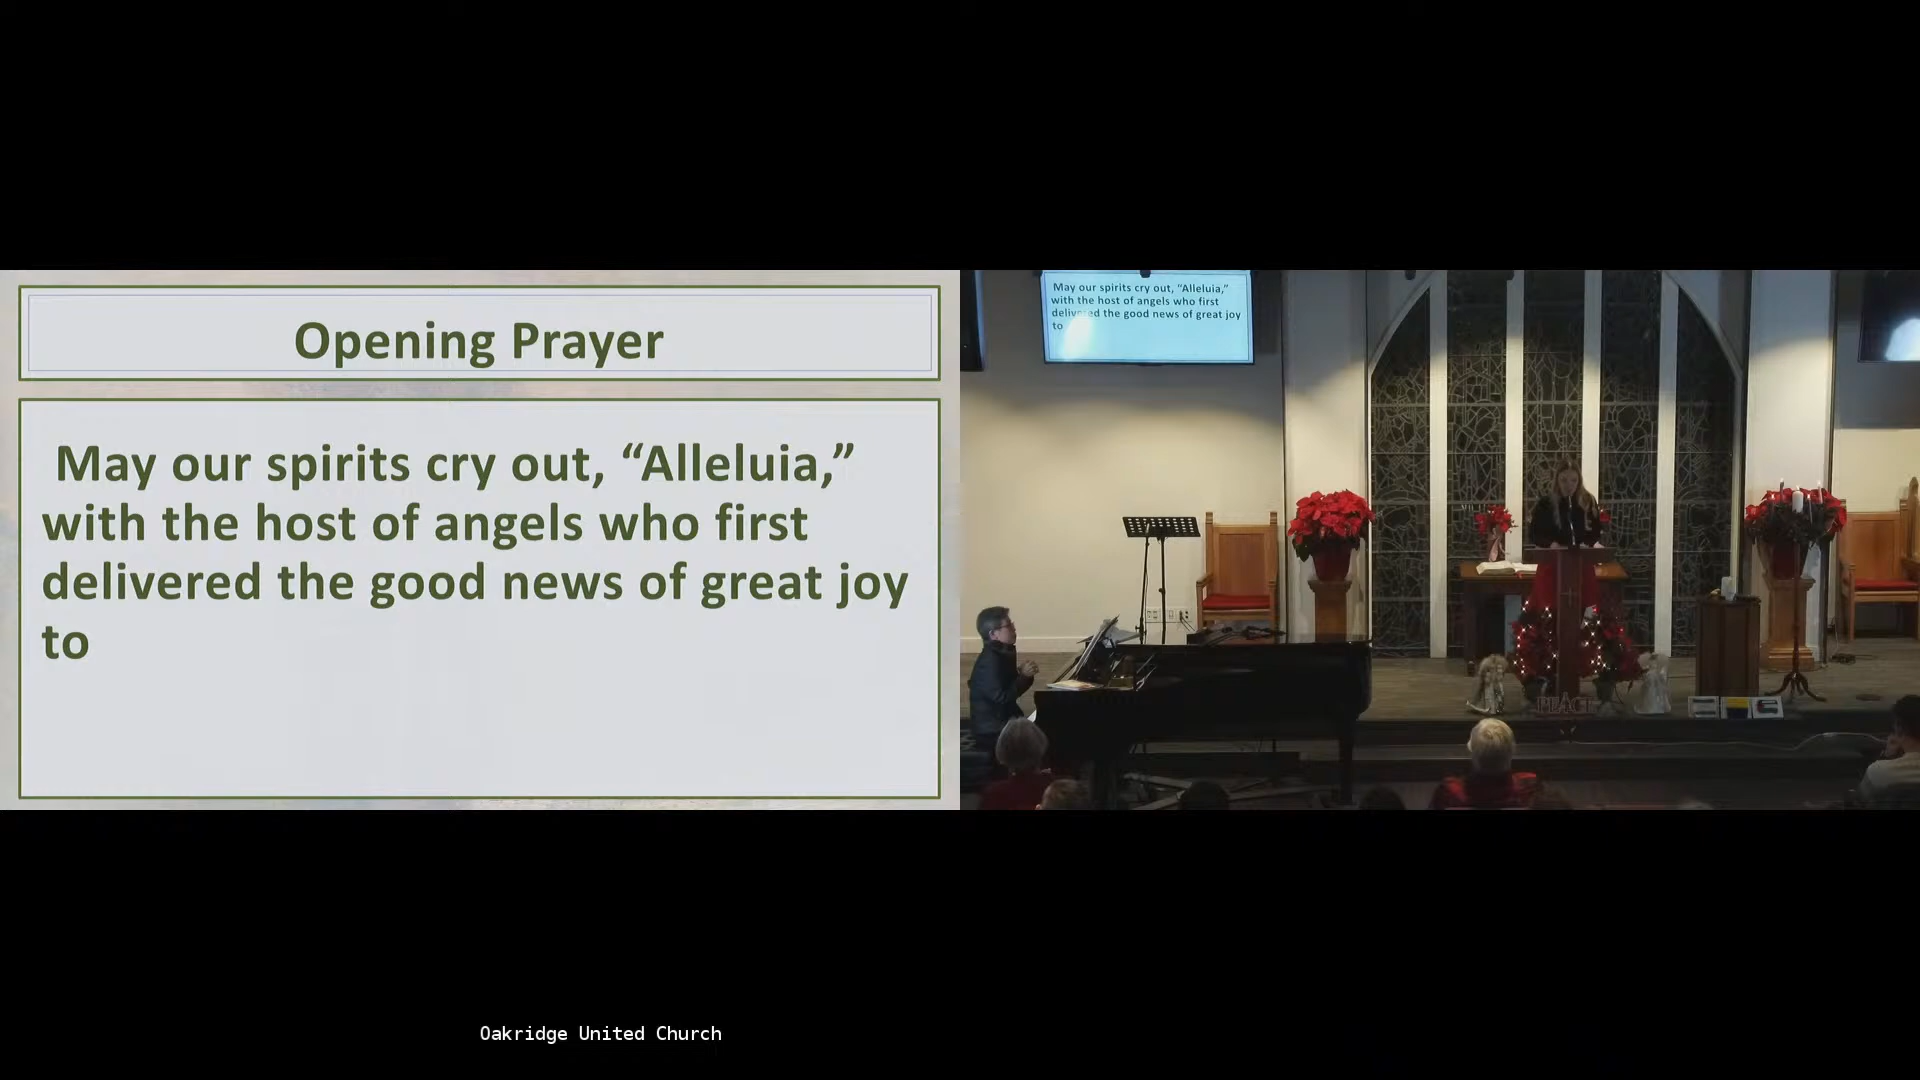 Opening Prayer
May our spirits cry out, “Alleluia,”
with the host of angels who first
delivered the good news of great joy
to
May our spirits cry out, “Alleluia,”
with the host of angels who first
delivered the good news of great joy
to
PEACE
Oakridge United Church